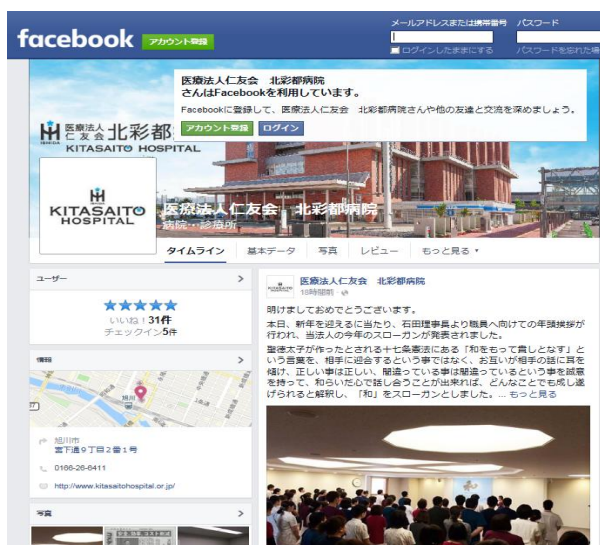 facebook
アカウント登録
メールアドレスまたは携帯番号
パスワード
ログインしたままにする
パスワードを忘れた場
医療法人仁友会 北彩都病院
さんはFacebookを利用しています。
Facebookに登録して、医療法人仁友会 北彩都病院さんや他の友達と交流を深めましょう。
アカウント登録
ログイン
医療法人
仁友会
北彩都
KITASAITO HOSPITAL
KITASAITO
HOSPITAL
医療法人仁友会 北彩都病院
病院・診療所
タイムライン
基本データ
写真
レビュー
もっと見る
ユーザー
いいね!31件
チェックイン5件
情報
旭川
旭川市
宮下通9丁目2番1号
0166-26-6411
http://www.kitasaitohospital.or.jp/
写真
医療法人仁友会 北彩都病院
18時間前
明けましておめでとうございます。
本日、新年を迎えるに当たり、石田理事長より職員へ向けての年頭挨拶が
行われ、当法人の今年のスローガンが発表されました。
聖徳太子が作ったとされる十七条憲法にある「和をもって貴しとなす」と
いう言葉を、相手に迎合するという事ではなく、お互いが相手の話に耳を
傾け、正しい事は正しい、間違っている事は間違っているという事を誠意
を持って、和らいだ心で話し合うことが出来れば、どんなことでも成し遂
げられると解釈し、「和」をスローガンとしました。... もっと見る